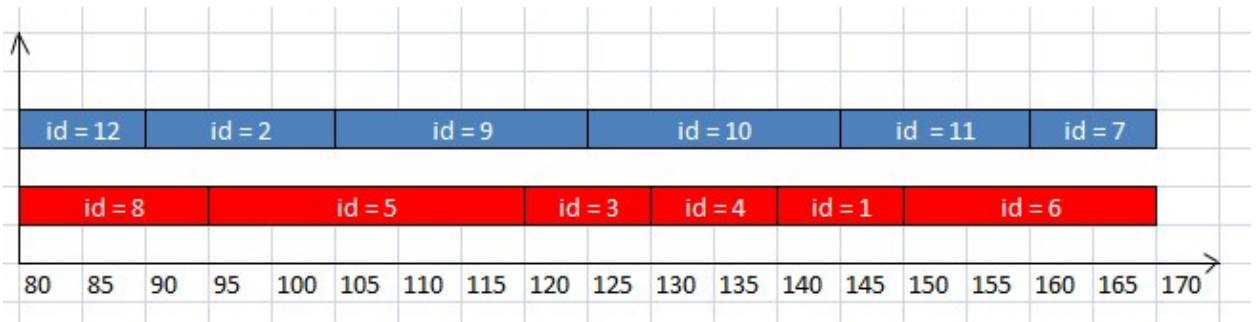 id = 12 id = 2 id = 9 id = 10 id = 11 id = 7
id = 8 id = 5 id = 3 id = 4 id = 1 id = 6
80 85 90 95 100 105 110 115 120 125 130 135 140 145 150 155 160 165 170